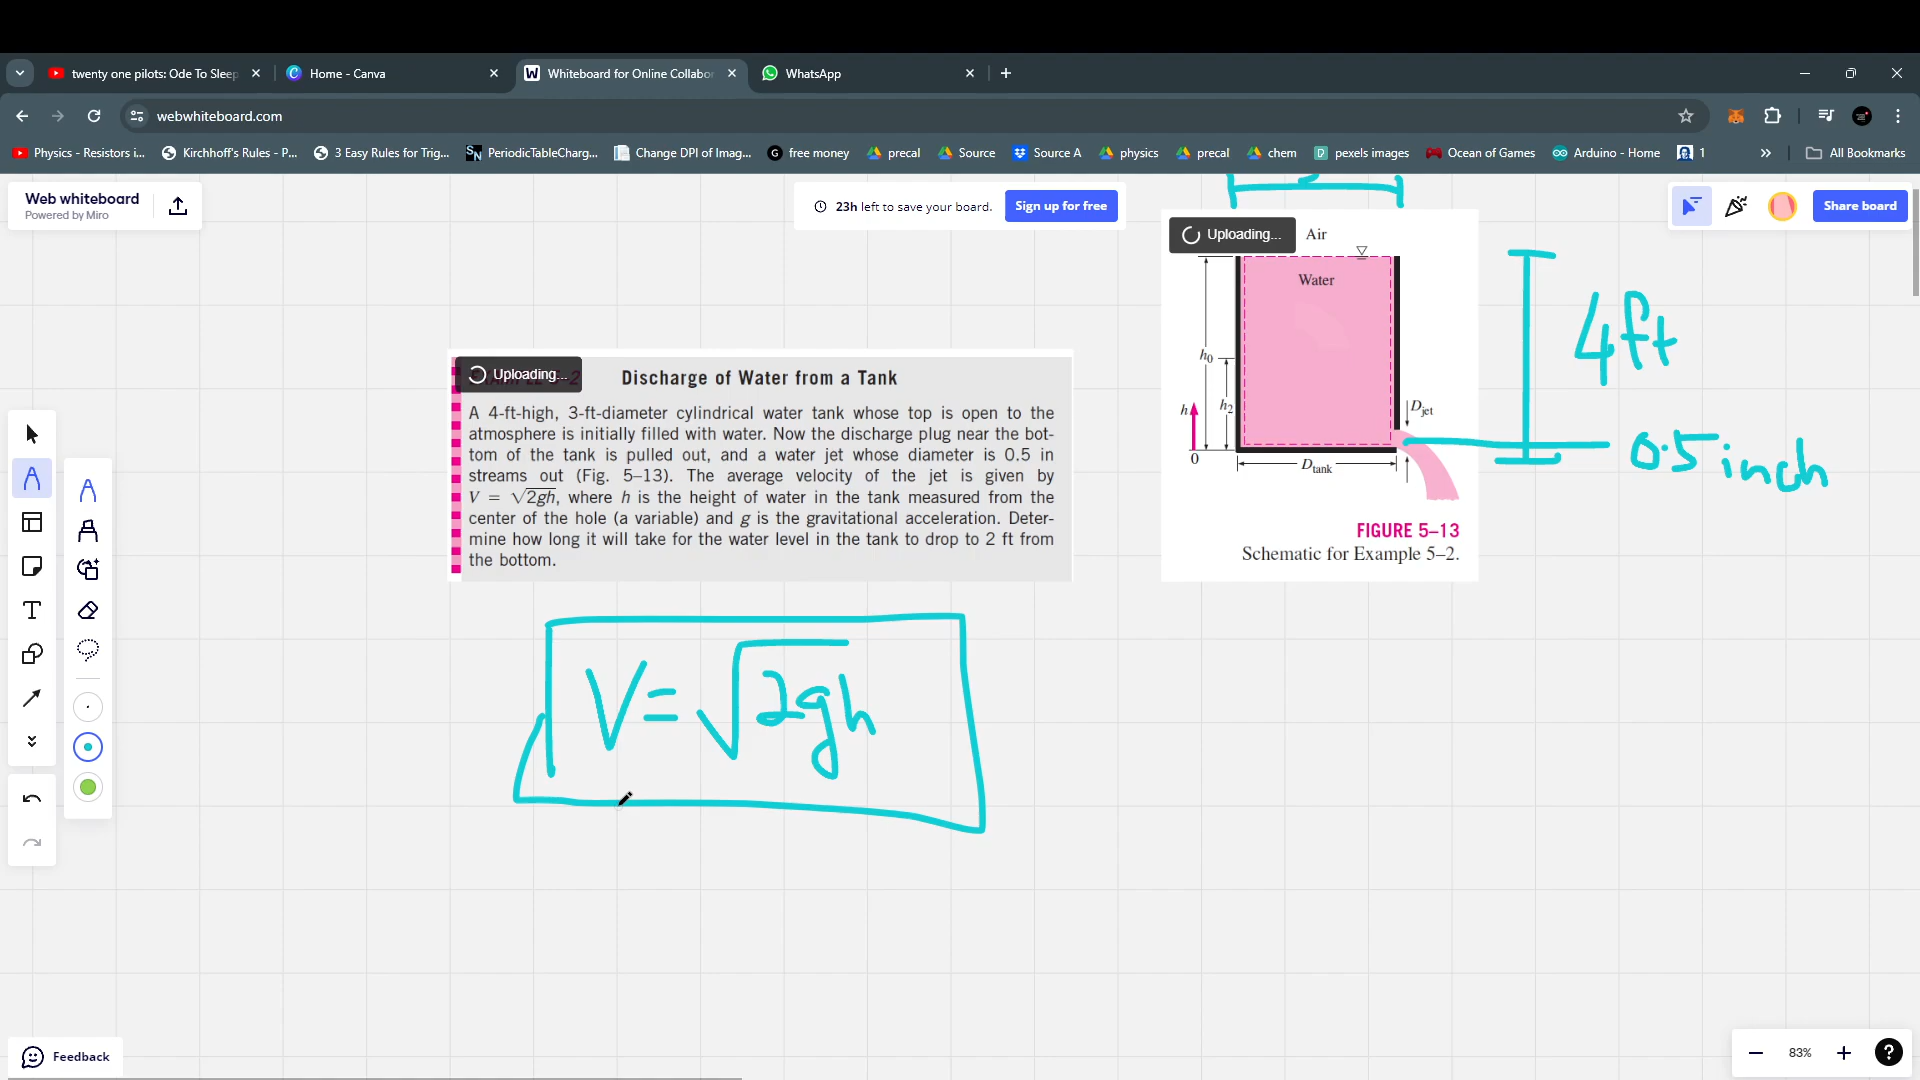 twenty one pilots: Ode To Sleep
Home - Canva
Whiteboard for Online Collabor
WhatsApp
webwhiteboard.com
Physics - Resistors i...
Kirchhoff's Rules - P...
3 Easy Rules for Trig...
PeriodicTableCharg...
Change DPI of Imag...
free money
precal
Source
Source A
physics
precal
chem
pexels images
Ocean of Games
Arduino - Home
1
All Bookmarks
Web whiteboard
Powered by Miro
23h left to save your board.
Sign up for free
Share board
Uploading...
Air
Water
h0
h2
h
0
Djet
Dtank
4ft
0.5 inch
FIGURE 5–13
Schematic for Example 5–2.
Uploading...
Discharge of Water from a Tank
A 4-ft-high, 3-ft-diameter cylindrical water tank whose top is open to the
atmosphere is initially filled with water. Now the discharge plug near the bot-
tom of the tank is pulled out, and a water jet whose diameter is 0.5 in
streams out (Fig. 5–13). The average velocity of the jet is given by
V = √2gh, where h is the height of water in the tank measured from the
center of the hole (a variable) and g is the gravitational acceleration. Deter-
mine how long it will take for the water level in the tank to drop to 2 ft from
the bottom.
V = √2gh
Feedback
83%